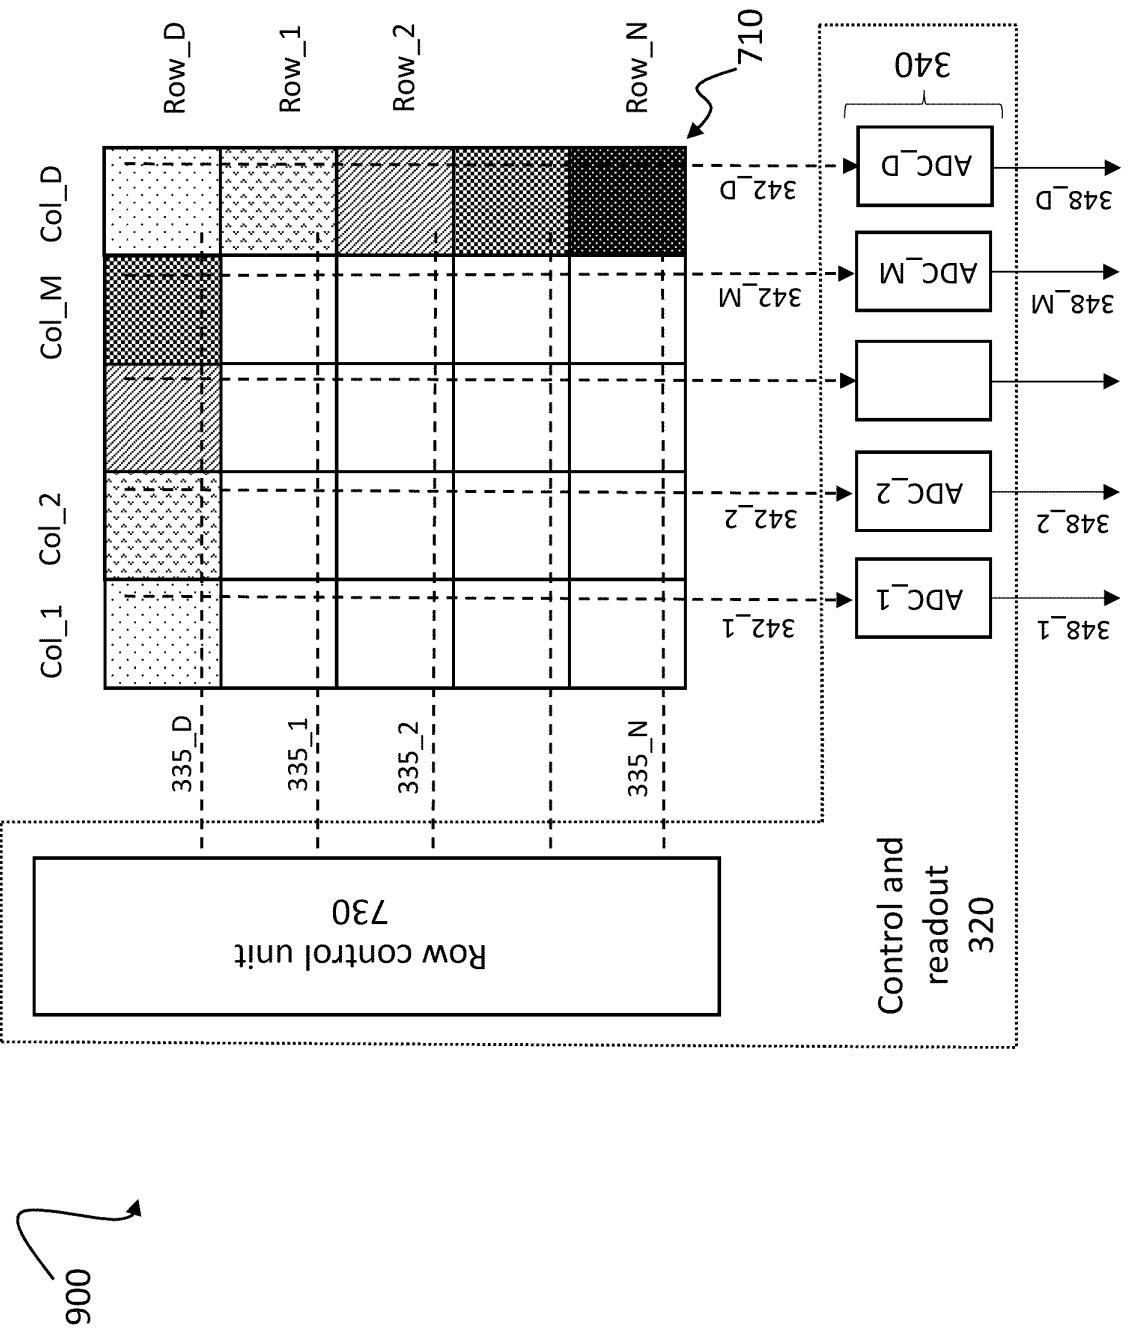 Row_D
Row_1
Row_2
Row_N
710
Col_D
Col_M
Col_2
Col_1
340
ADC_D
ADC_M
ADC_2
ADC_1
342_D
342_M
342_2
342_1
348_D
348_M
348_2
348_1
335_D
335_1
335_2
335_N
Row control unit
730
Control and
readout
320
900